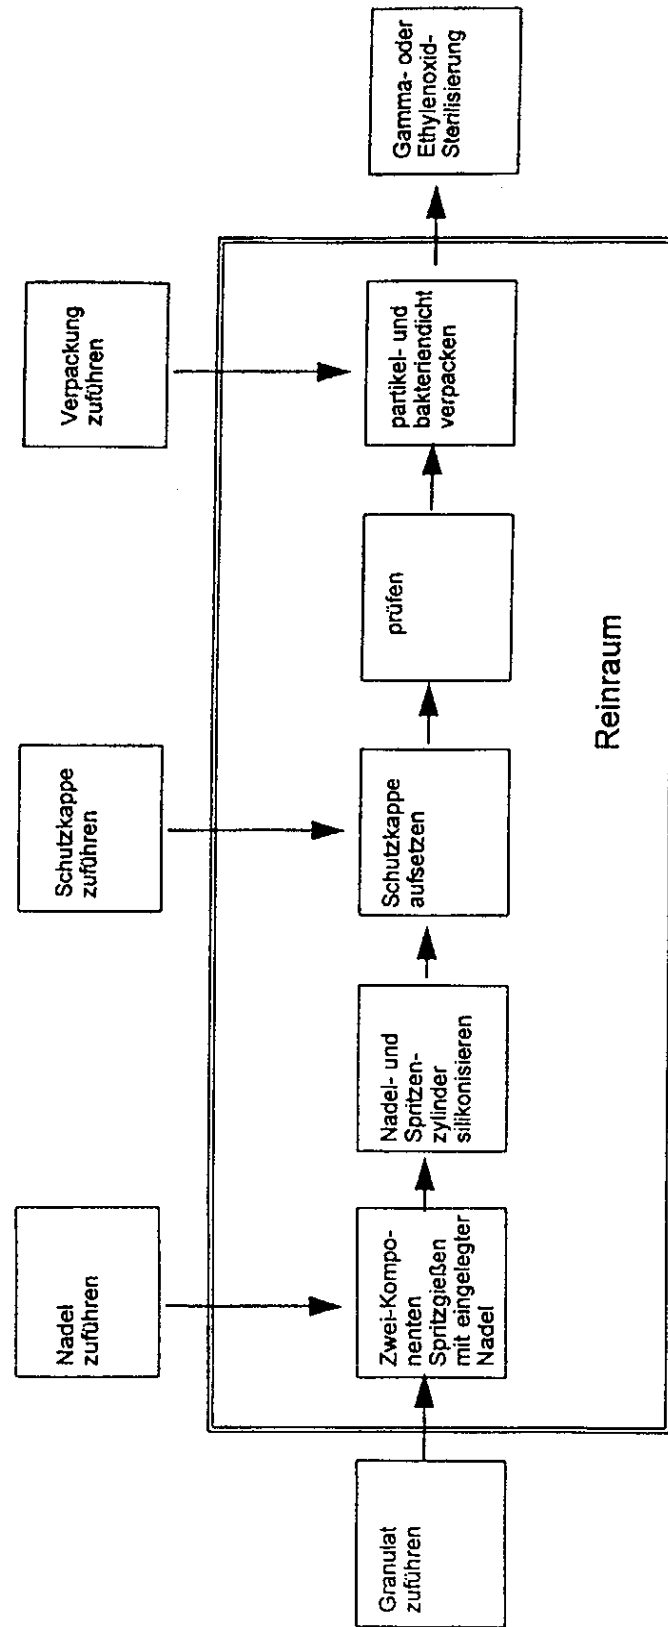 Nadel
zuführen
Schutzkappe
zuführen
Verpackung
zuführen
Granulat
zuführen
Zwei-Kompo-
nenten
Spritzgießen
mit eingelegter
Nadel
Nadel- und
Spritzen-
zylinder
silikonisieren
Schutzkappe
aufsetzen
prüfen
partikel- und
bakteriendicht
verpacken
Gamma- oder
Ethylenoxid-
Sterilisierung
Reinraum